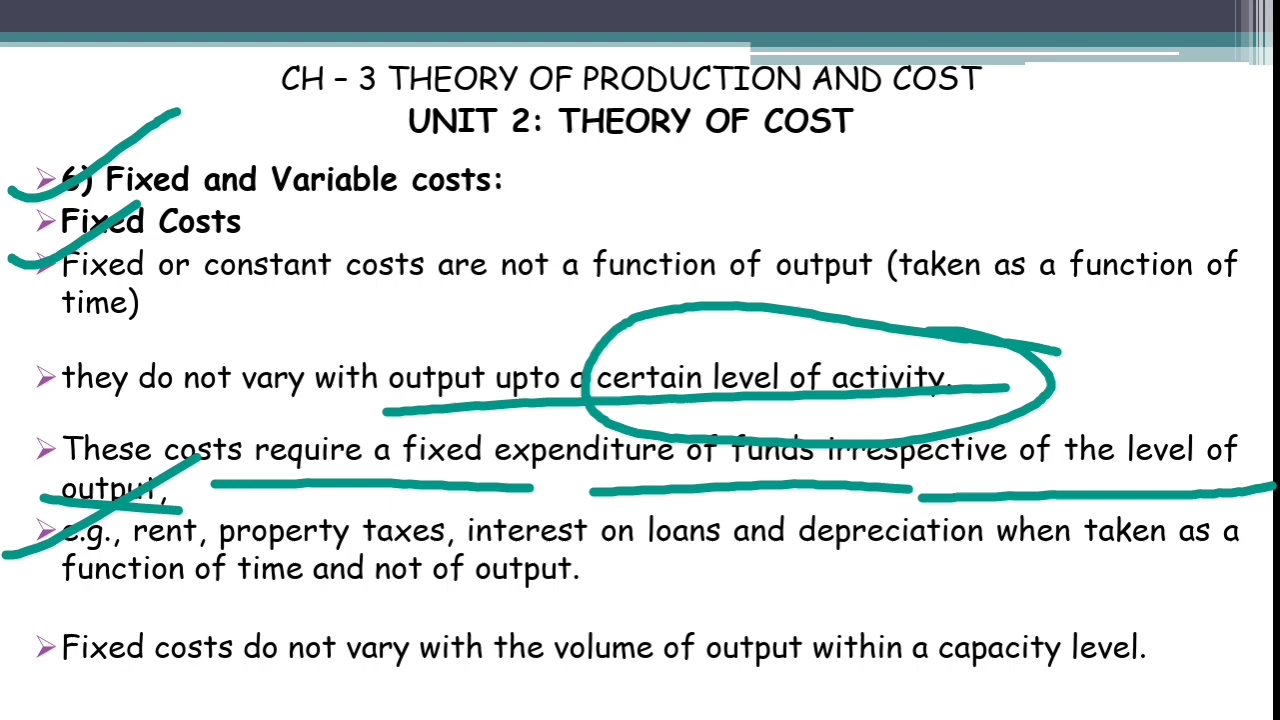 CH – 3 THEORY OF PRODUCTION AND COST
UNIT 2: THEORY OF COST
6) Fixed and Variable costs:
Fixed Costs
Fixed or constant costs are not a function of output (taken as a function of
time)
they do not vary with output upto a certain level of activity.
These costs require a fixed expenditure of funds irrespective of the level of
output,
e.g., rent, property taxes, interest on loans and depreciation when taken as a
function of time and not of output.
Fixed costs do not vary with the volume of output within a capacity level.